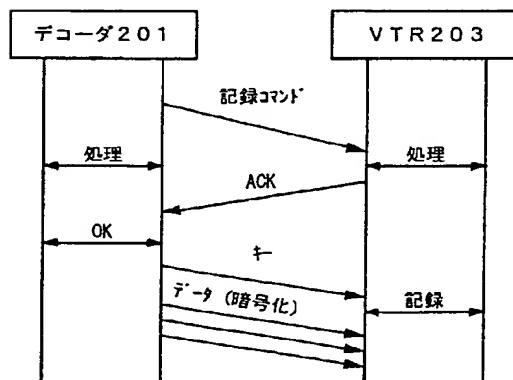 デコーダ201
VTR203
記録コマンド
処理
処理
ACK
OK
キー
データ (暗号化)
記録